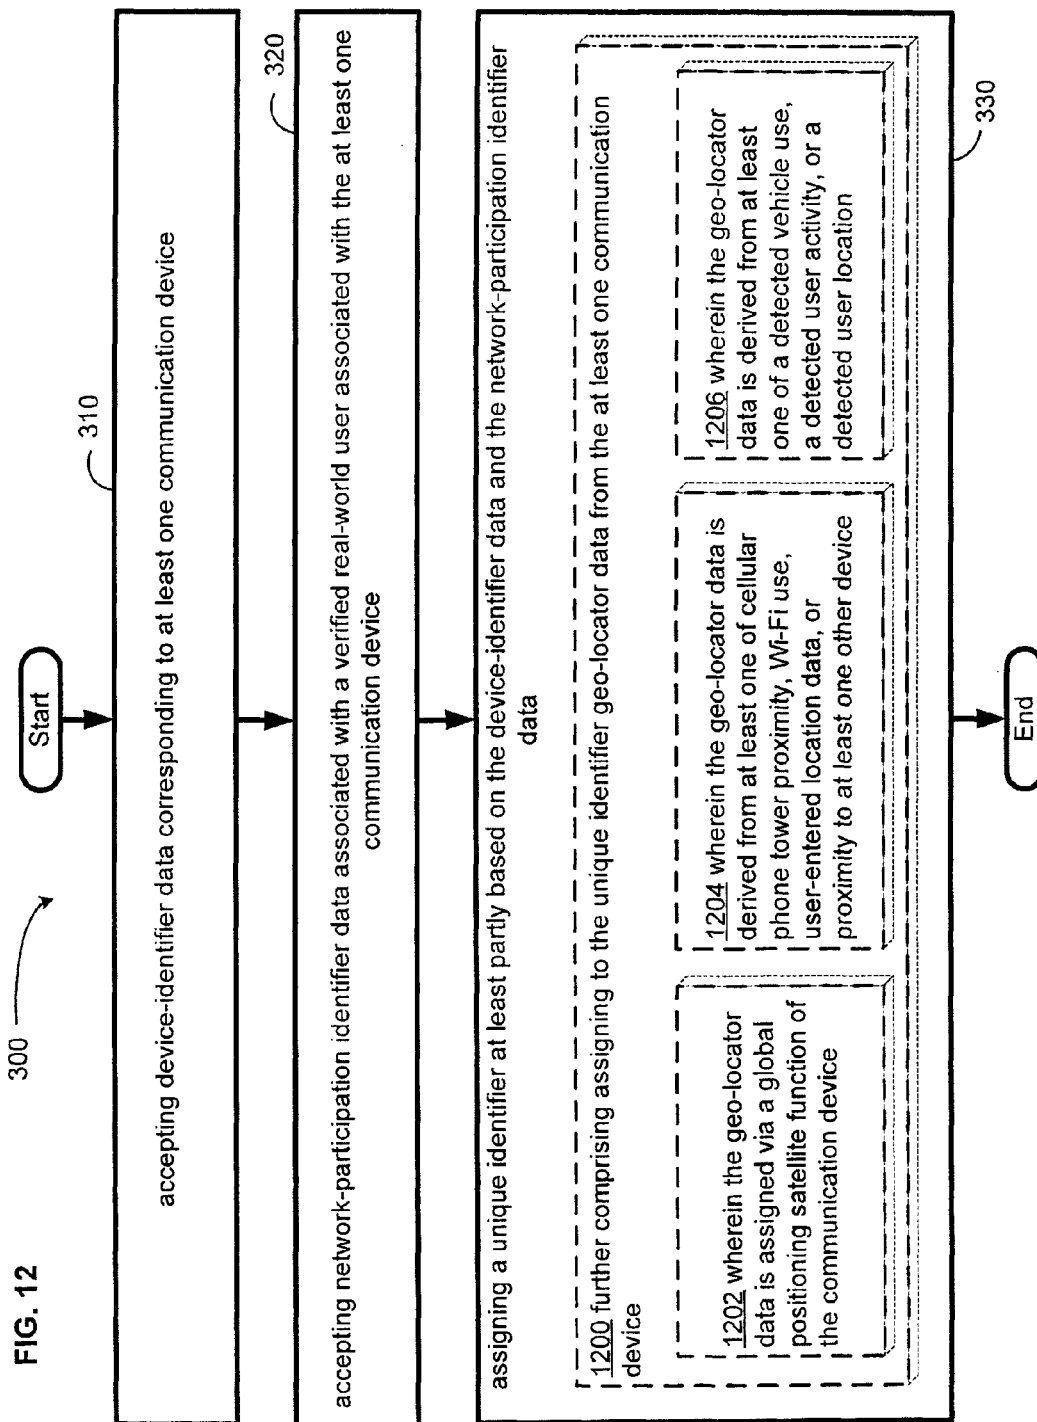 FIG. 12
300
Start
310
accepting device-identifier data corresponding to at least one communication device
320
accepting network-participation identifier data associated with a verified real-world user associated with the at least one
communication device
assigning a unique identifier at least partly based on the device-identifier data and the network-participation identifier
data
1200 further comprising assigning to the unique identifier geo-locator data from the at least one communication
device
1202 wherein the geo-locator
data is assigned via a global
positioning satellite function of
the communication device
1204 wherein the geo-locator data is
derived from at least one of cellular
phone tower proximity, Wi-Fi use,
user-entered location data, or
proximity to at least one other device
1206 wherein the geo-locator
data is derived from at least
one of a detected vehicle use,
a detected user activity, or a
detected user location
330
End